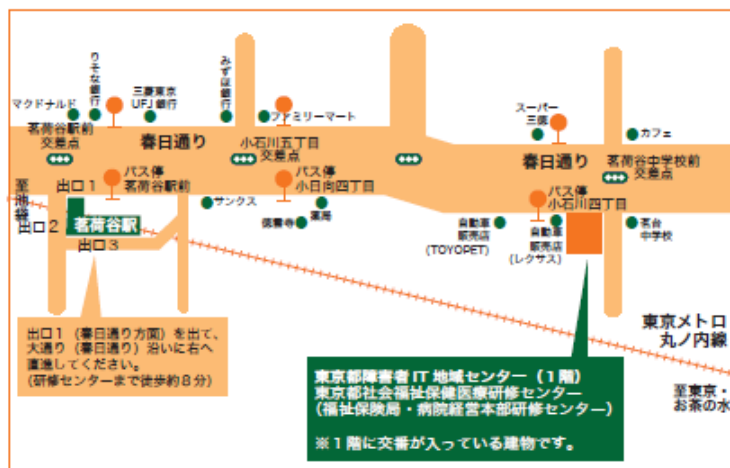 りそな銀行
みずほ銀行
マクドナルド
三菱東京
UFJ銀行
ファミリーマート
スーパー
三徳
カフェ
茗荷谷駅前
交差点
春日通り
小石川五丁目
交差点
春日通り
茗荷谷中学校前
交差点
至池袋
出口1
バス停
茗荷谷駅前
バス停
小日向四丁目
バス停
小石川四丁目
サンクス
薬局
出口2
茗荷谷駅
徳雲寺
自動車
販売店
(TOYOPET)
自動車
販売店
(レクサス)
茗台
中学校
出口3
出口1(春日通り方面)を出て、
大通り(春日通り)沿いに右へ
直進してください。
(研修センターまで徒歩約8分)
東京メトロ
丸ノ内線
至東京・
お茶の水
東京都障害者IT地域センター(1階)
東京都社会福祉保健医療研修センター
(福祉保険局・病院経営本部研修センター)
※1階に交番が入っている建物です。